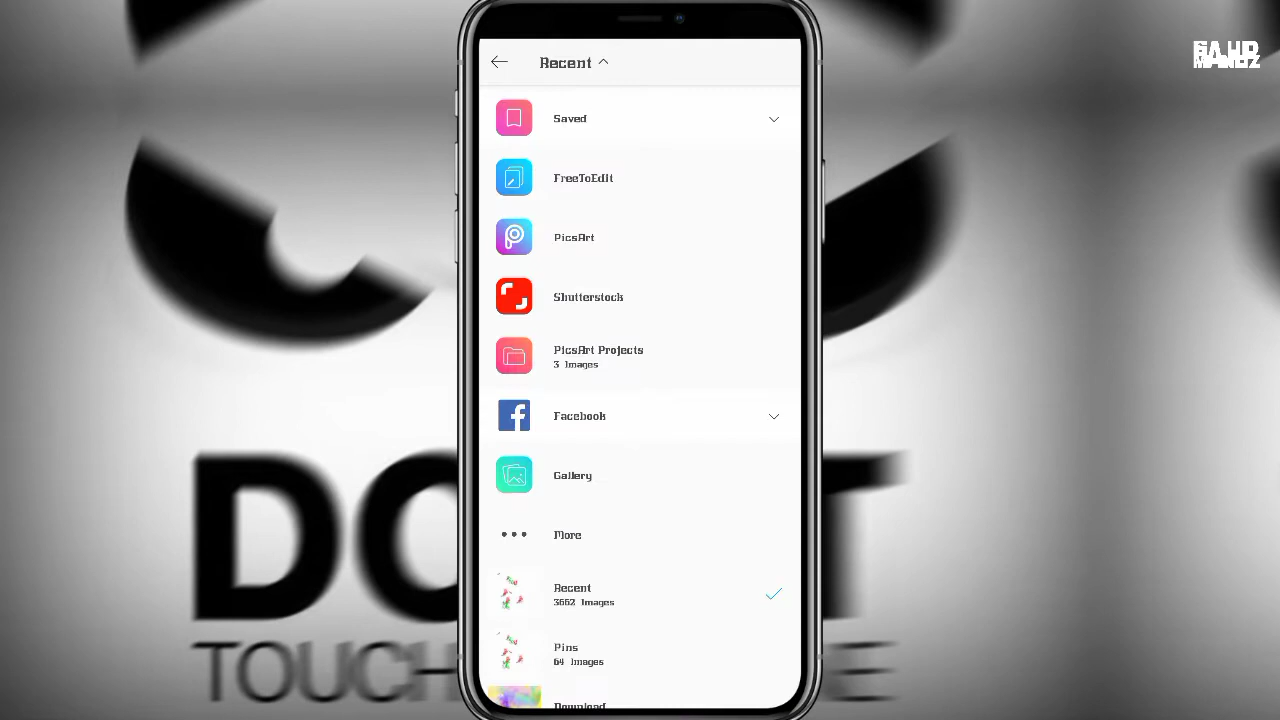 Recent
Saved
FreeToEdit
PicsArt
Shutterstock
PicsArt Projects
3 Images
Facebook
Gallery
More
Recent
3662 Images
Pins
64 Images
Download
DO T
TOUCH E